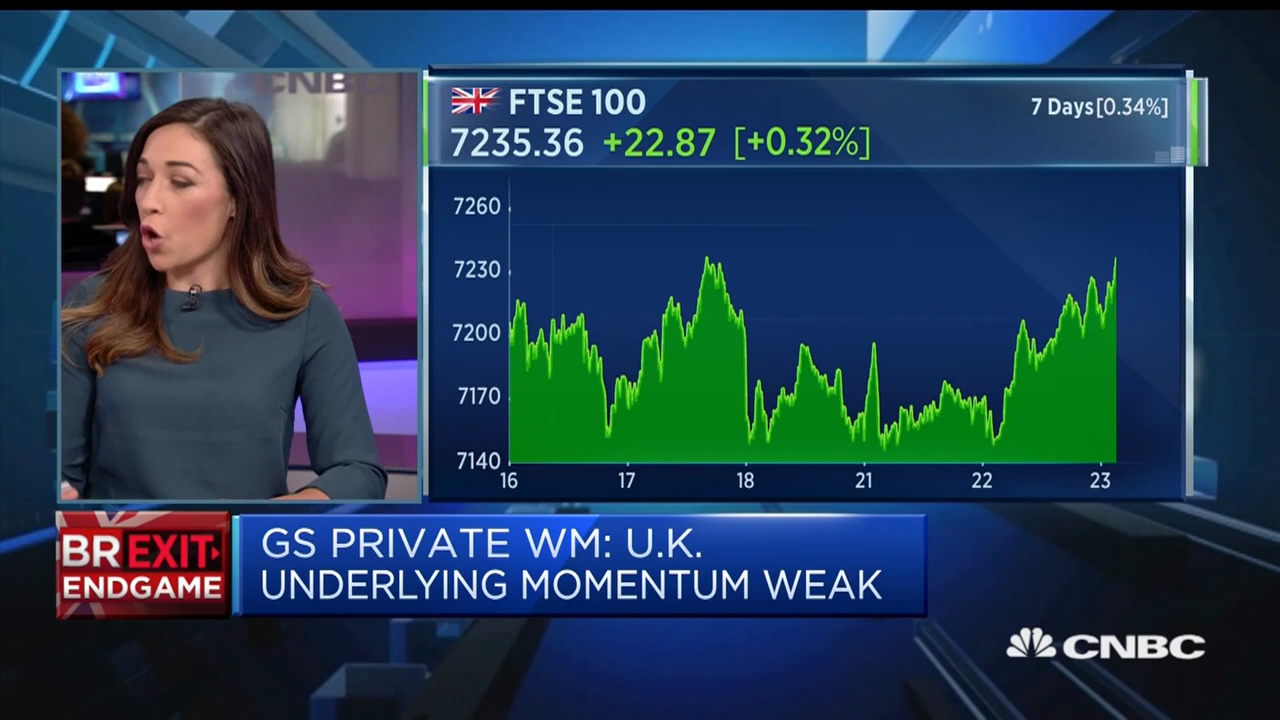 CNBC
FTSE 100
7 Days[0.34%]
7235.36 +22.87 [+0.32%]
7260
7230
7200
7170
7140
16 17 18 21 22 23
BREXIT
ENDGAME
GS PRIVATE WM: U.K.
UNDERLYING MOMENTUM WEAK
CNBC